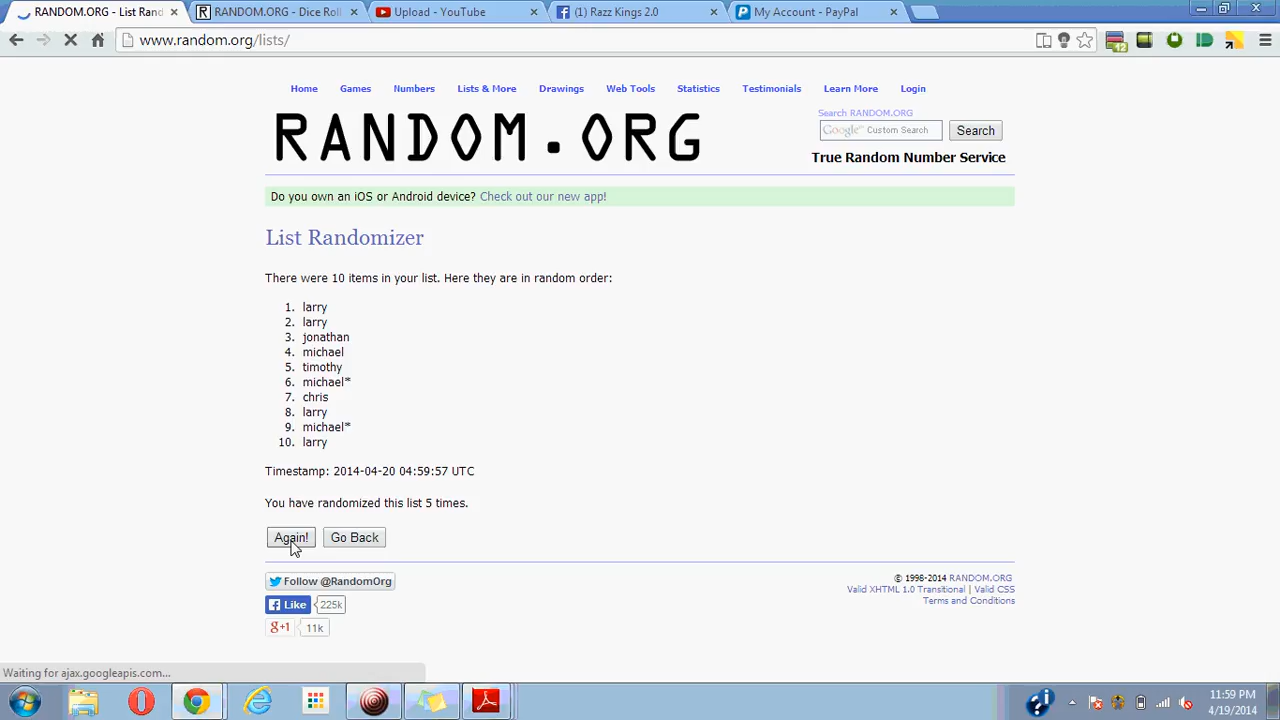 RANDOM.ORG - List Rand
RANDOM.ORG - Dice Roll
Upload - YouTube
(1) Razz Kings 2.0
My Account - PayPal
www.random.org/lists/
42
Home Games Numbers Lists & More Drawings Web Tools Statistics Testimonials Learn More Login
RANDOM.ORG
Search RANDOM.ORG
Google™ Custom Search
Search
True Random Number Service
Do you own an iOS or Android device? Check out our new app!
List Randomizer
There were 10 items in your list. Here they are in random order:
1. larry
2. larry
3. jonathan
4. michael
5. timothy
6. michael*
7. chris
8. larry
9. michael*
10. larry
Timestamp: 2014-04-20 04:59:57 UTC
You have randomized this list 5 times.
Again! Go Back
Follow @RandomOrg
Like 225k
g+1 11k
© 1998-2014 RANDOM.ORG
Valid XHTML 1.0 Transitional | Valid CSS
Terms and Conditions
Waiting for ajax.googleapis.com...
11:59 PM
4/19/2014